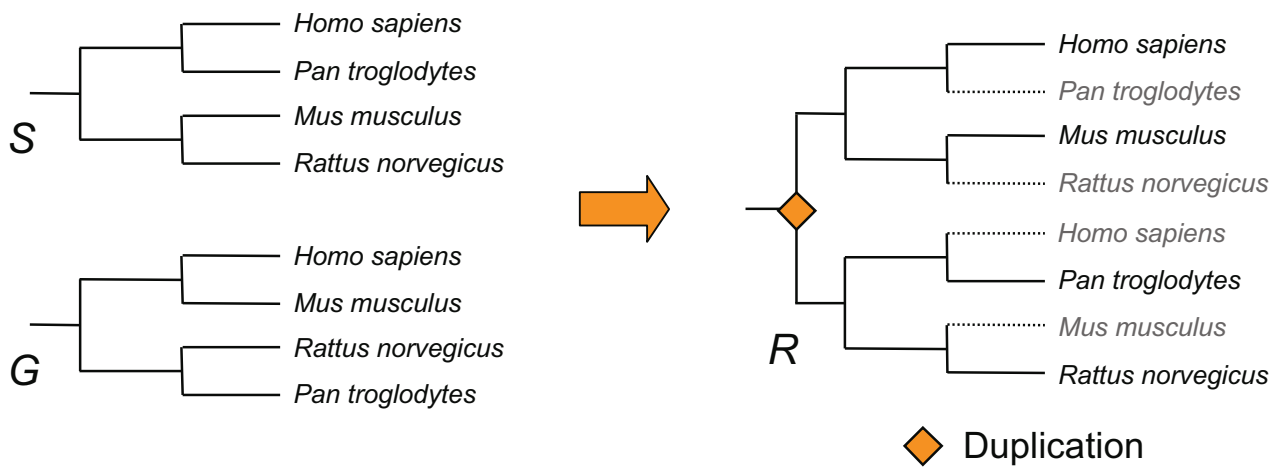 Homo sapiens
Pan troglodytes
Mus musculus
Rattus norvegicus
S
Homo sapiens
Mus musculus
Rattus norvegicus
Pan troglodytes
G
Homo sapiens
Pan troglodytes
Mus musculus
Rattus norvegicus
Homo sapiens
Pan troglodytes
Mus musculus
Rattus norvegicus
R
Duplication